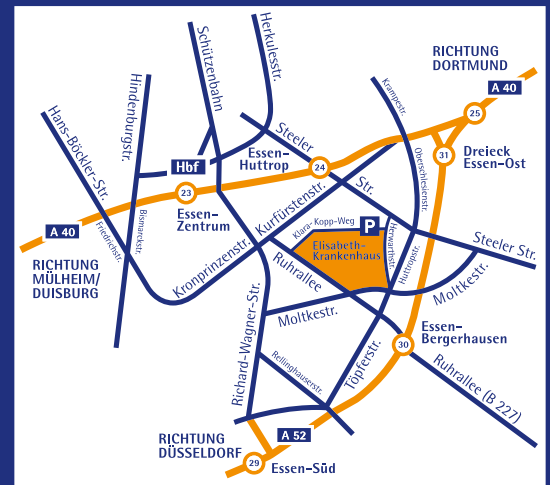 RICHTUNG
DORTMUND
A 40
25
Herkulesstr.
Schützenbahn
Hindenburgstr.
Hans-Böckler-Str.
Krampestr.
Steeler
Str.
Essen-
Huttrop
24
31
Dreieck
Essen-Ost
Oberschlesienstr.
Hbf
23
Essen-
Zentrum
Kurfürstenstr.
Klara-Kopp-Weg
P
Elisabeth-
Krankenhaus
Herwarthstr.
Huttropstr.
Steeler Str.
Friedrichstr.
Bismarckstr.
A 40
RICHTUNG
MÜLHEIM/
DUISBURG
Kronprinzenstr.
Ruhrallee
Moltkestr.
Moltkestr.
Richard-Wagner-Str.
Rellinghauserstr.
Töpferstr.
Essen-
Bergerhausen
30
Ruhrallee (B 227)
RICHTUNG
DÜSSELDORF
A 52
29
Essen-Süd